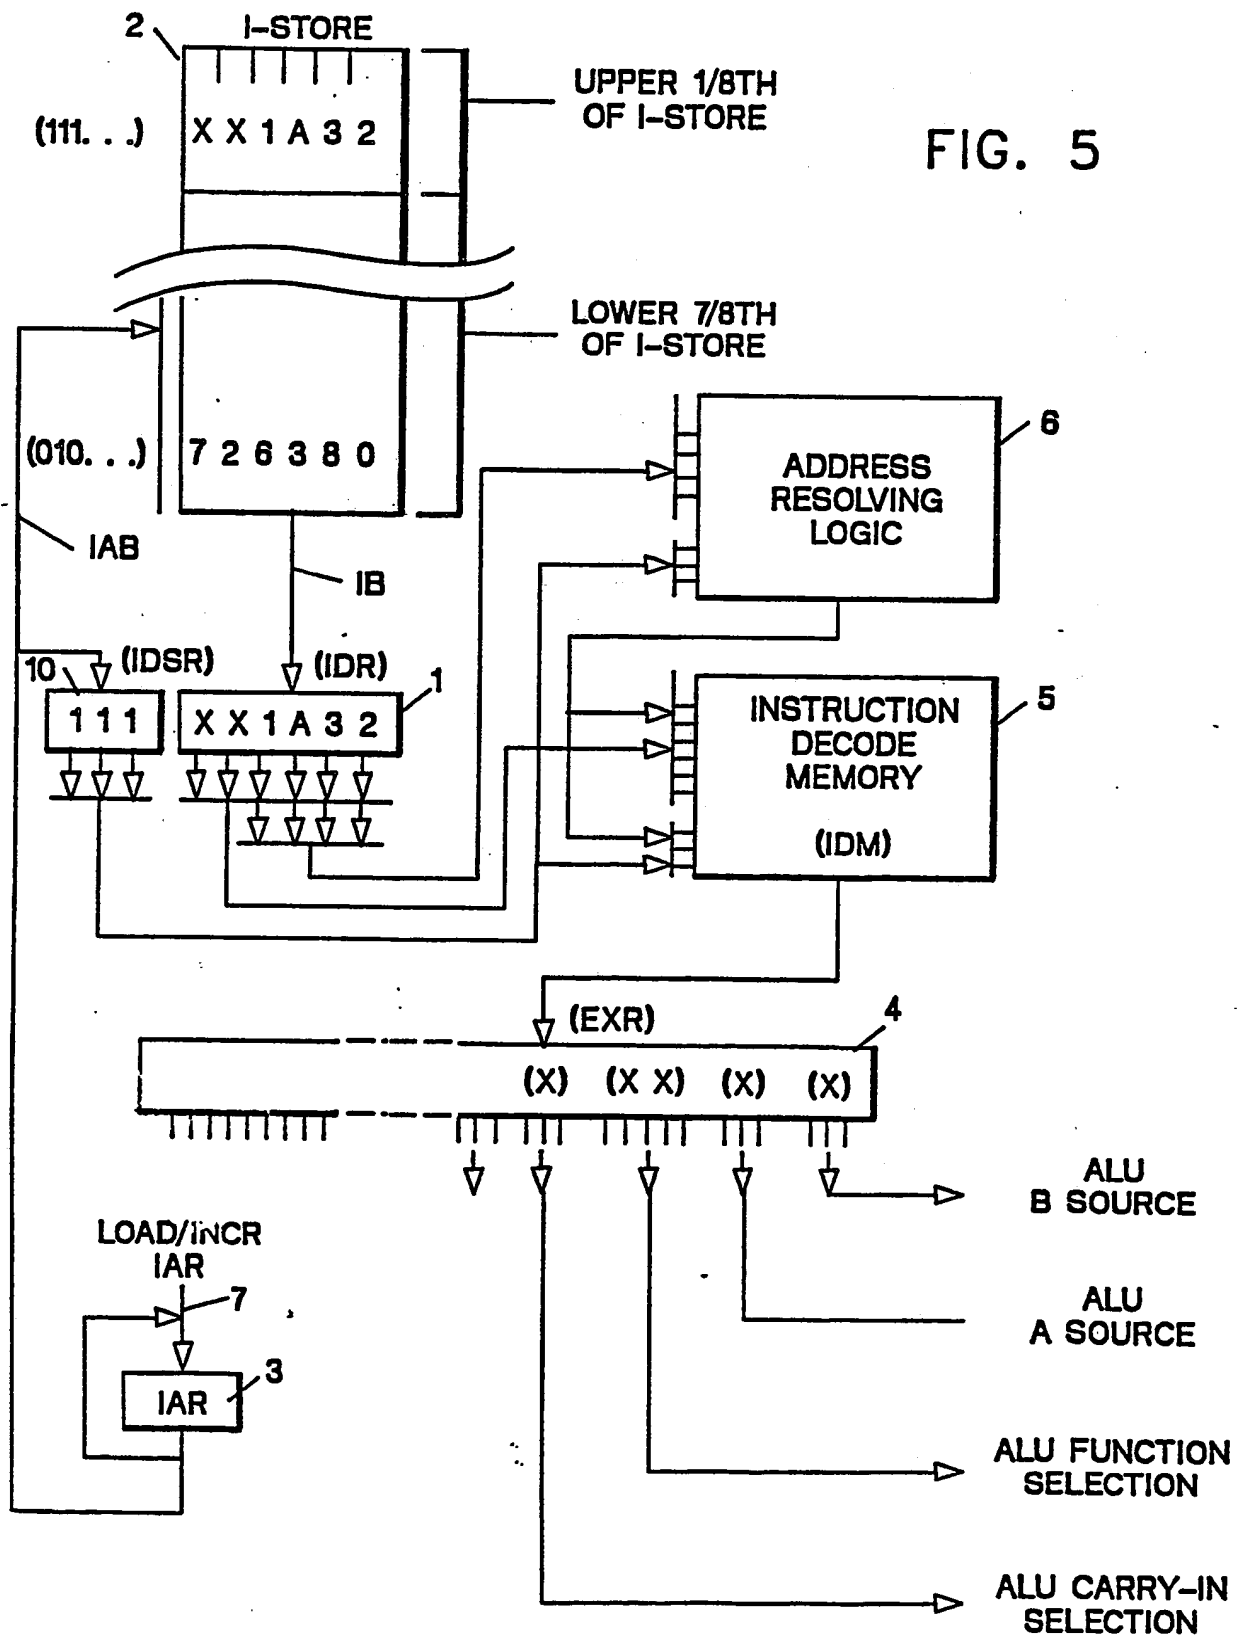 2
I-STORE
UPPER 1/8TH
OF I-STORE
(111. . .)
X X 1 A 3 2
FIG. 5
LOWER 7/8TH
OF I-STORE
(010. . .)
7 2 6 3 8 0
6
ADDRESS
RESOLVING
LOGIC
IAB
IB
10
(IDSR)
(IDR)
1
1 1 1
X X 1 A 3 2
5
INSTRUCTION
DECODE
MEMORY
(IDM)
(EXR)
4
(X) (X X) (X) (X)
ALU
B SOURCE
LOAD/INCR
IAR
7
ALU
A SOURCE
3
IAR
ALU FUNCTION
SELECTION
ALU CARRY-IN
SELECTION